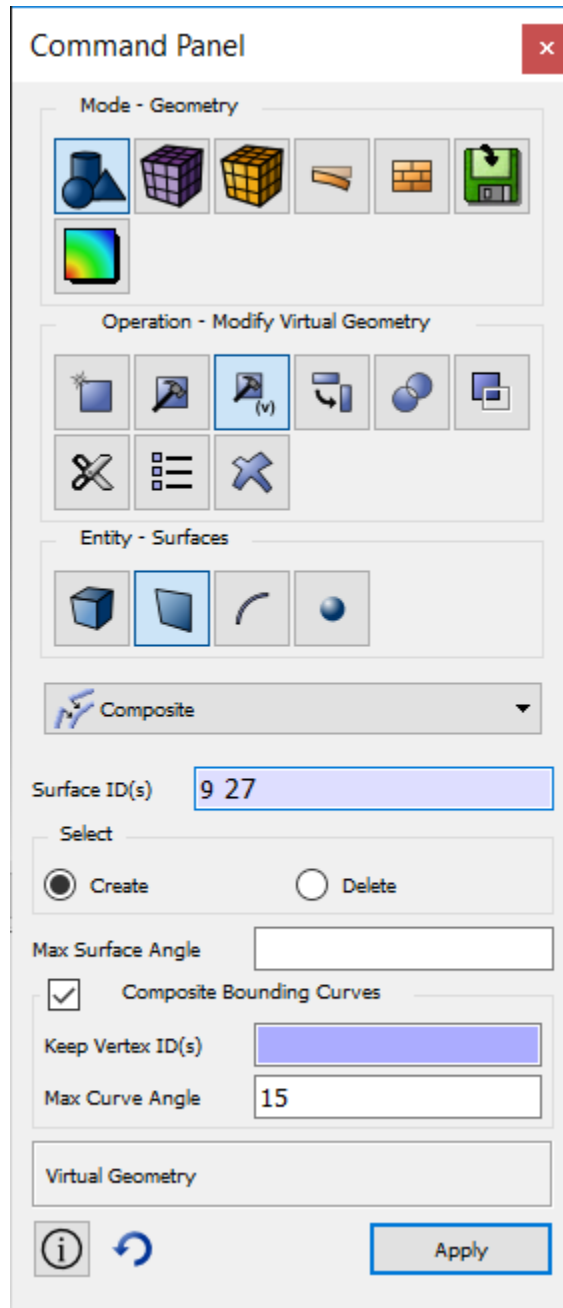 Command Panel
Mode - Geometry
Operation - Modify Virtual Geometry
(v)
Entity - Surfaces
Composite
Surface ID(s) 9 27
Select
Create Delete
Max Surface Angle
Composite Bounding Curves
Keep Vertex ID(s)
Max Curve Angle 15
Virtual Geometry
Apply